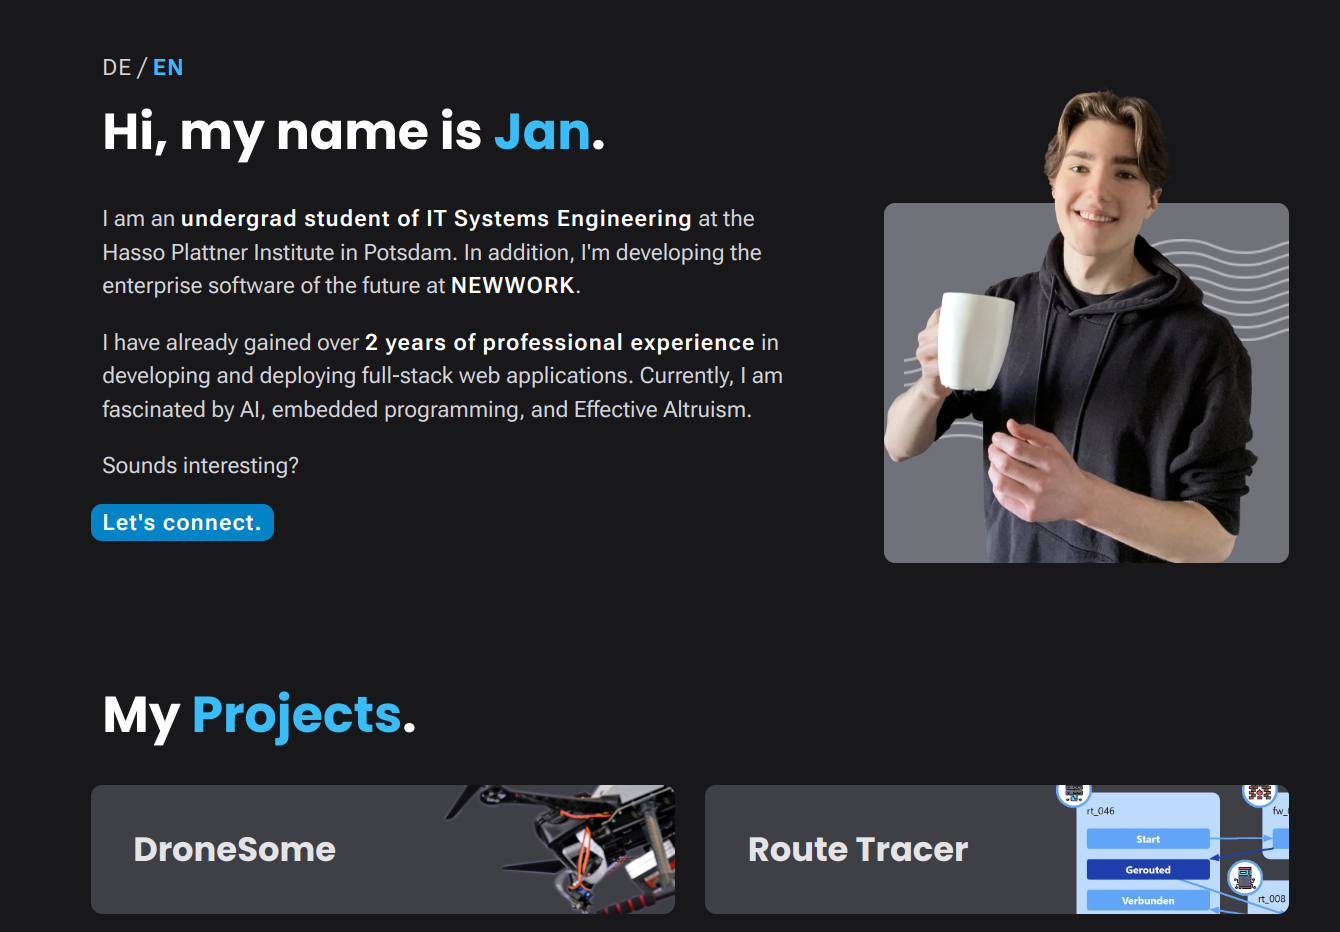 DE / EN
Hi, my name is Jan.
I am an undergrad student of IT Systems Engineering at the
Hasso Plattner Institute in Potsdam. In addition, I'm developing the
enterprise software of the future at NEWWORK.
I have already gained over 2 years of professional experience in
developing and deploying full-stack web applications. Currently, I am
fascinated by AI, embedded programming, and Effective Altruism.
Sounds interesting?
Let's connect.
My Projects.
DroneSome
Route Tracer
rt_046
Start
Gerouted
Verbunden
rt_008